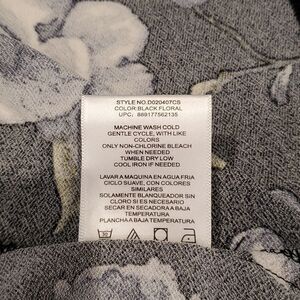 STYLE NO.D020407CS
COLOR:BLACK FLORAL
UPC: 889177562135
MACHINE WASH COLD
GENTLE CYCLE, WITH LIKE
COLORS
ONLY NON-CHLORINE BLEACH
WHEN NEEDED
TUMBLE DRY LOW
COOL IRON IF NEEDED
LAVAR A MAQUINA EN AGUA FRIA
CICLO SUAVE, CON COLORES
SIMILARES
SOLAMENTE BLANQUEADOR SIN
CLORO SI ES NECESARIO
SECAR EN SECADORA A BAJA
TEMPERATURA
PLANCHA A BAJA TEMPERATURA
30